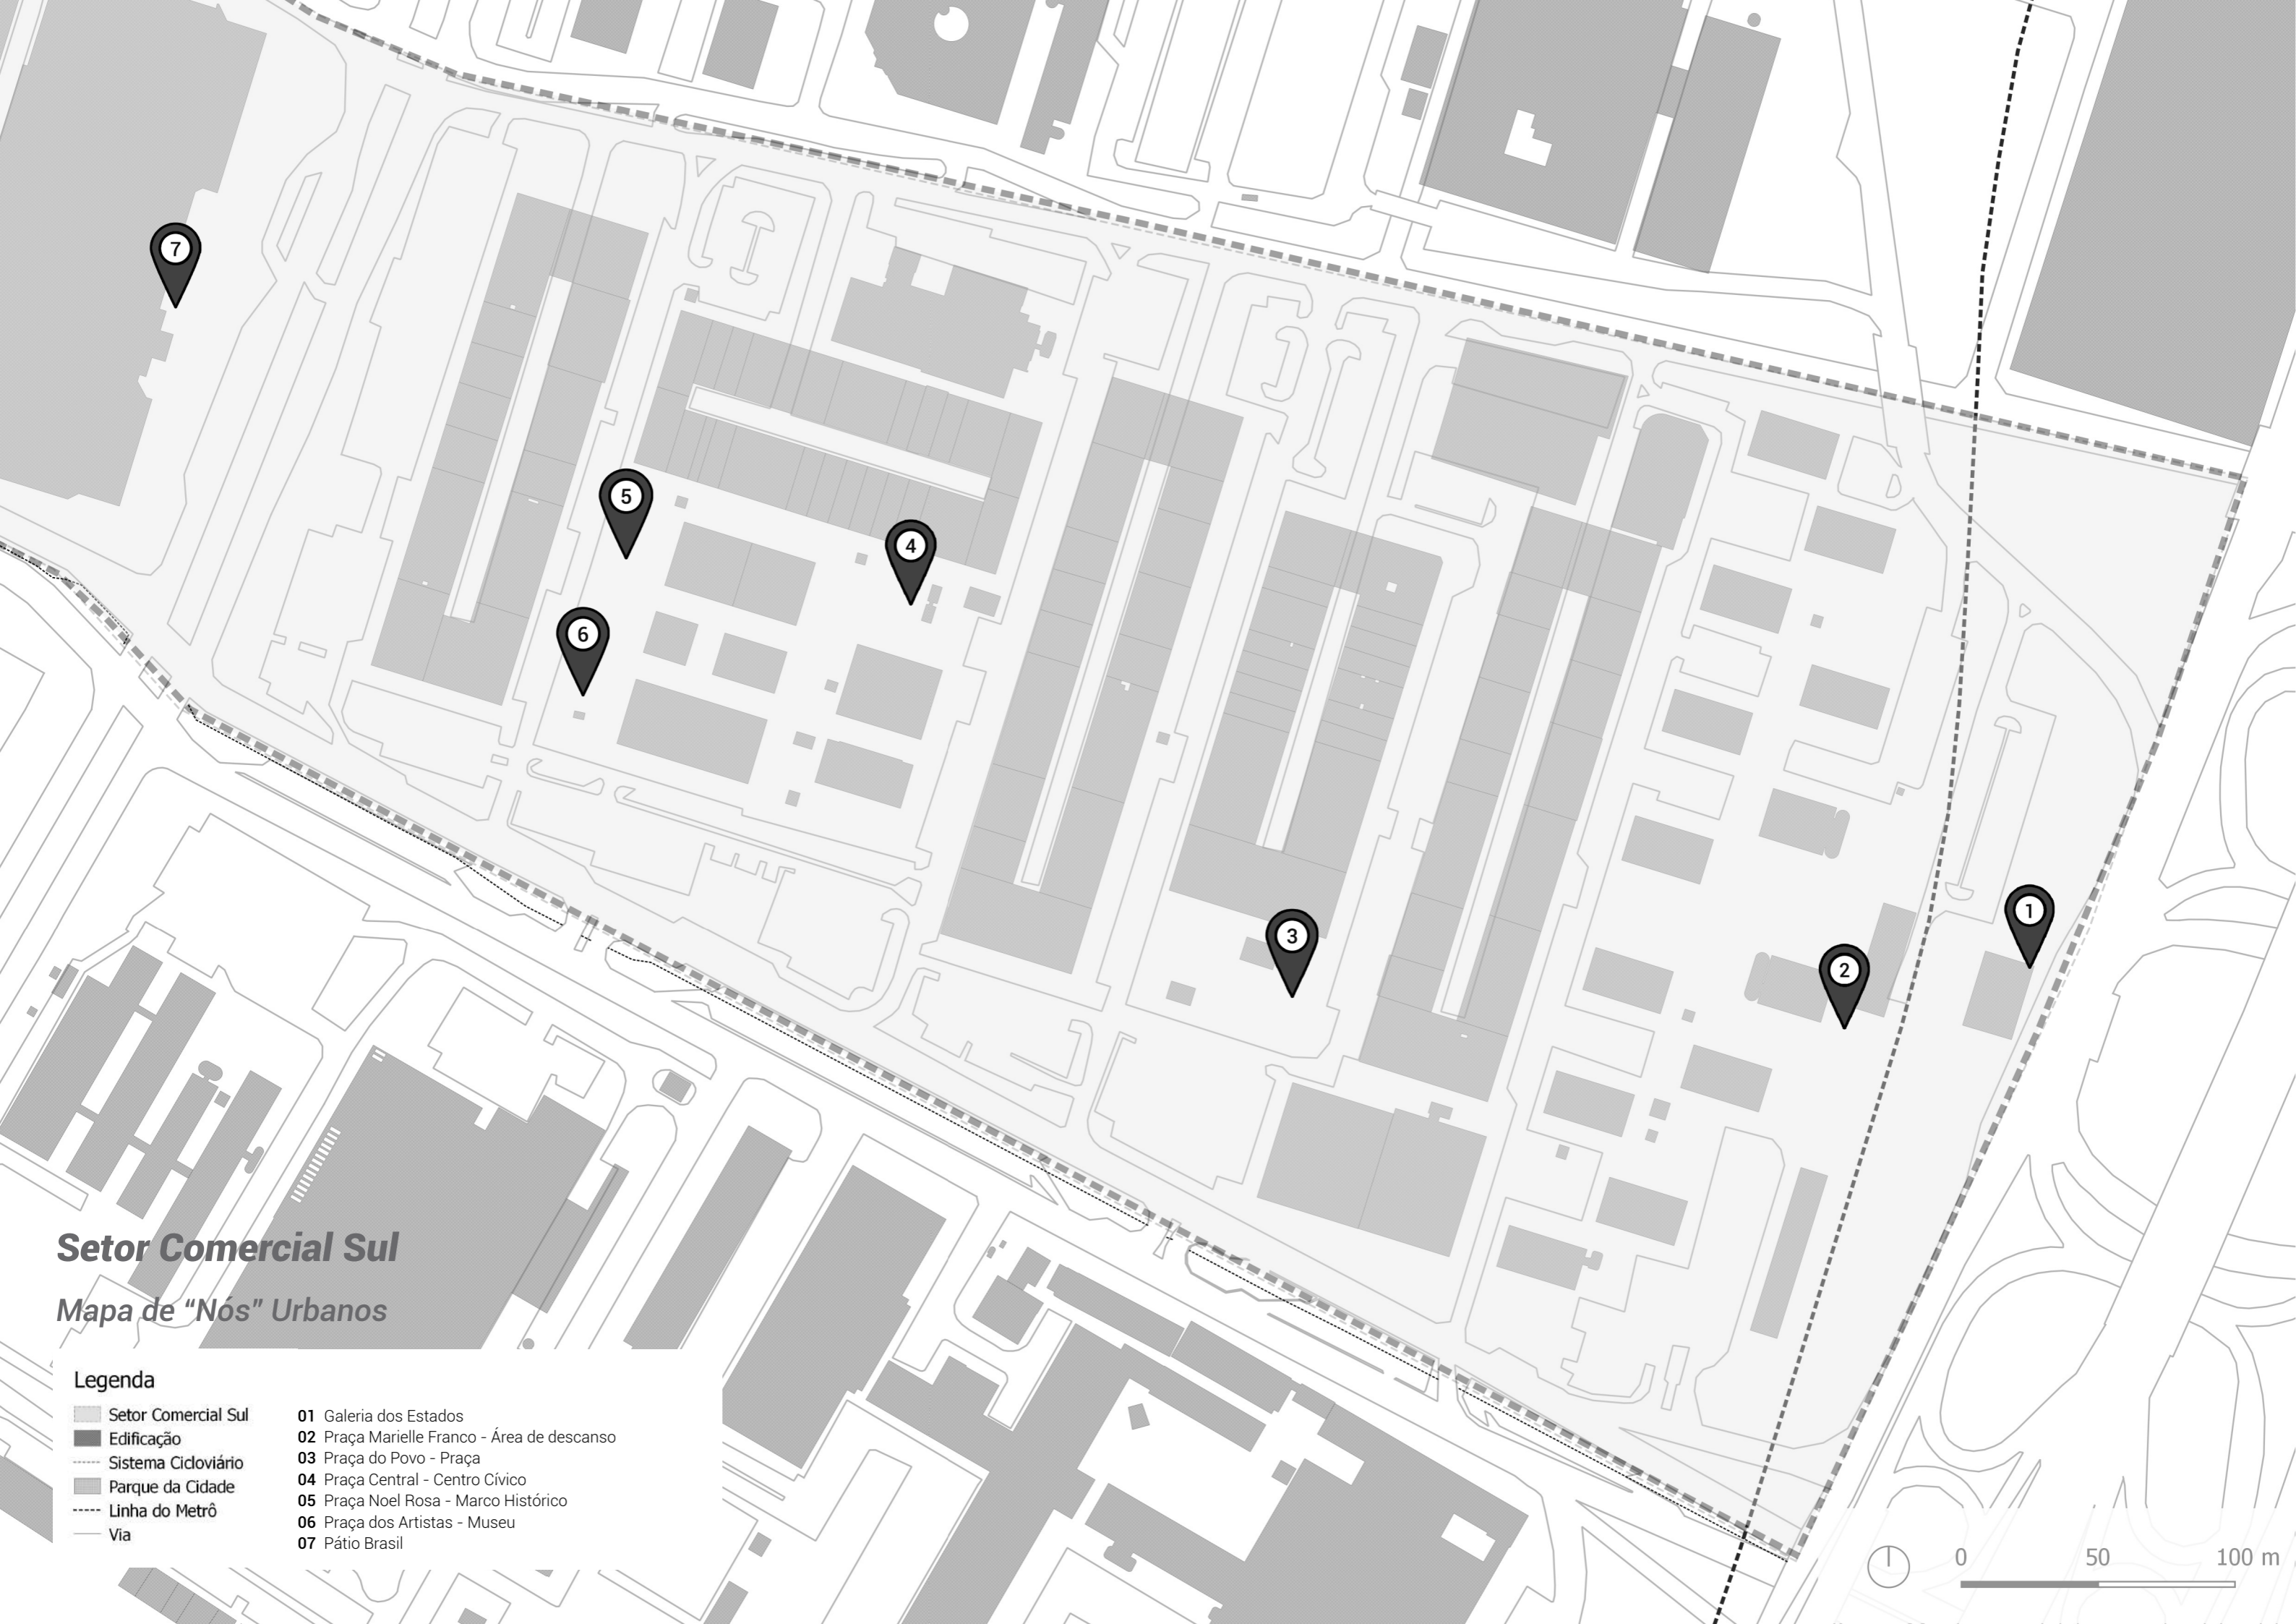 7
5
4
6
3
1
2
Setor Comercial Sul
Mapa de “Nós” Urbanos
Legenda
Setor Comercial Sul
Edificação
Sistema Cicloviário
Parque da Cidade
Linha do Metrô
Via
01 Galeria dos Estados
02 Praça Marielle Franco - Área de descanso
03 Praça do Povo - Praça
04 Praça Central - Centro Cívico
05 Praça Noel Rosa - Marco Histórico
06 Praça dos Artistas - Museu
07 Pátio Brasil
0 50 100 m